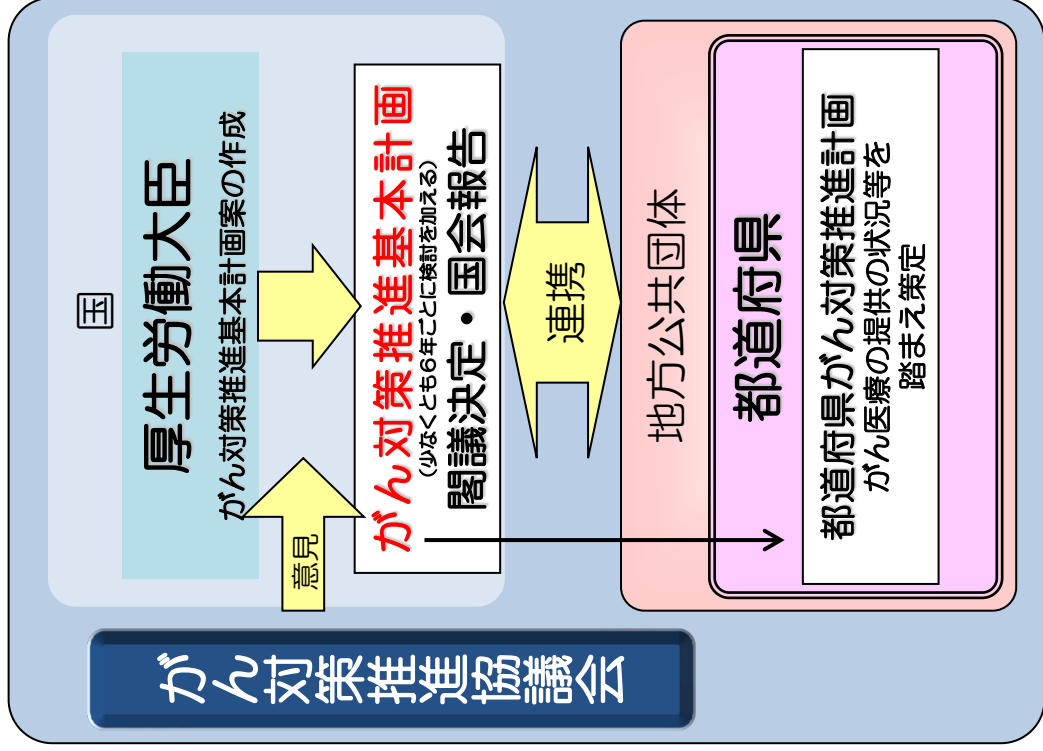 がん対策推進協議会
意見
国
厚生労働大臣
がん対策推進基本計画案の作成
がん対策推進基本計画
(少なくとも6年ごとに検討を加える)
閣議決定・国会報告
連携
地方公共団体
都道府県
都道府県がん対策推進計画
がん医療の提供の状況等を
踏まえ策定